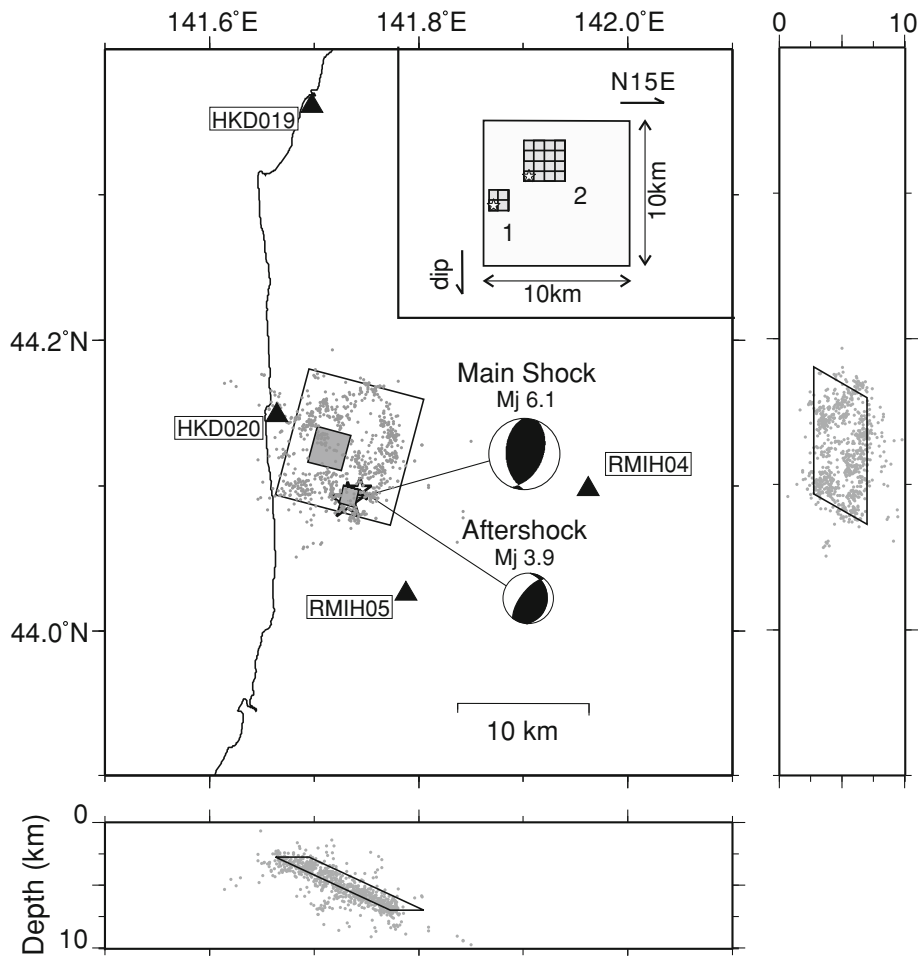 141.6˚E 141.8˚E 142.0˚E 0 10
N15E
HKD019
2
1
10km
dip
10km
44.2˚N
Main Shock
Mj 6.1
HKD020
RMIH04
Aftershock
Mj 3.9
RMIH05
44.0˚N
10 km
0
Depth (km)
10